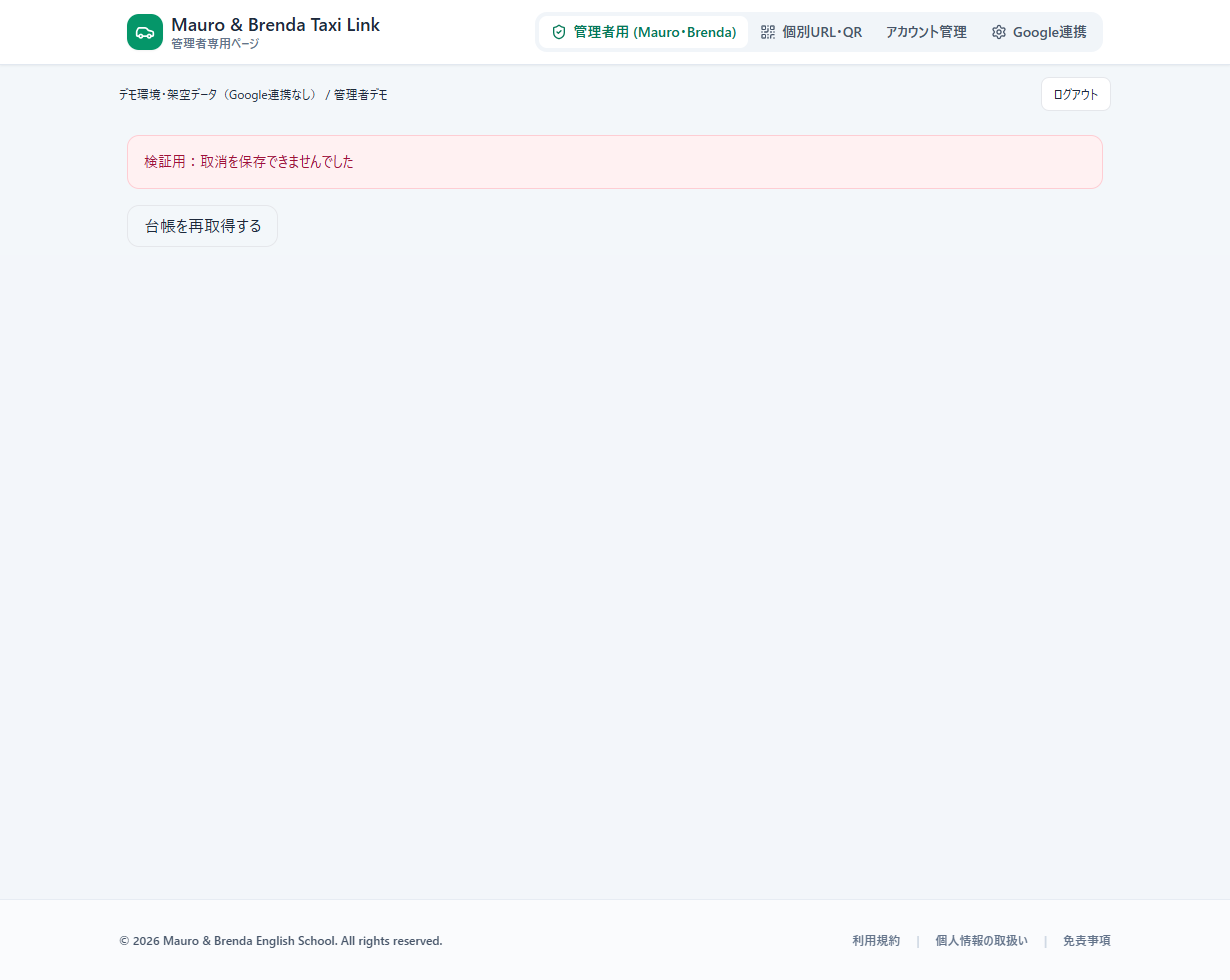 Mauro & Brenda Taxi Link
管理者専用ページ
管理者用 (Mauro・Brenda)
個別URL・QR
アカウント管理
Google連携
デモ環境・架空データ（Google連携なし） / 管理者デモ
ログアウト
検証用：取消を保存できませんでした
台帳を再取得する
© 2026 Mauro & Brenda English School. All rights reserved.
利用規約 | 個人情報の取扱い | 免責事項